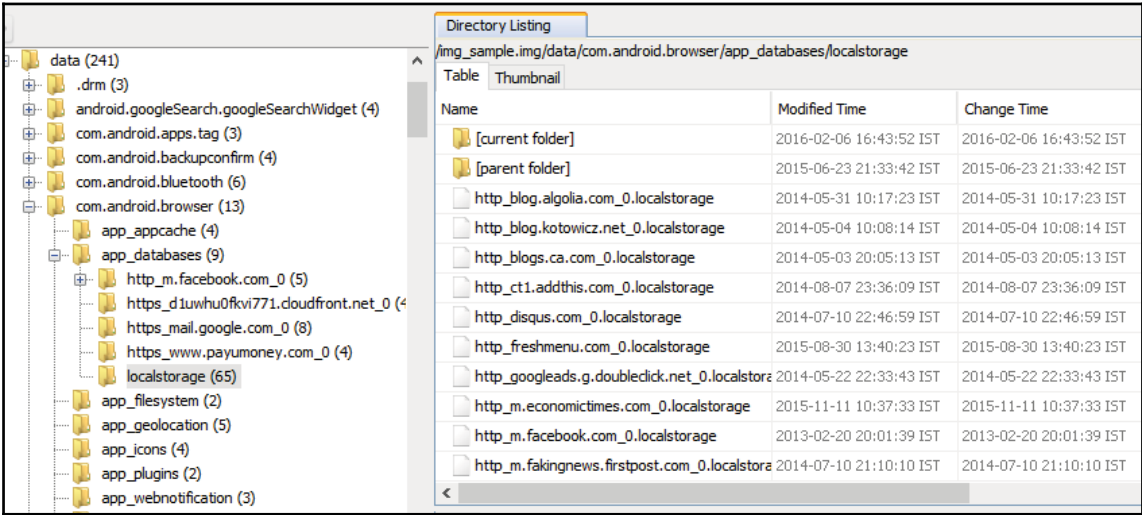 data (241)
.drm (3)
android.googleSearch.googleSearchWidget (4)
com.android.apps.tag (3)
com.android.backupconfirm (4)
com.android.bluetooth (6)
com.android.browser (13)
app_appcache (4)
app_databases (9)
http_m.facebook.com_0 (5)
https_d1uwhu0fkvi771.cloudfront.net_0 (4
https_mail.google.com_0 (8)
https_www.payumoney.com_0 (4)
localstorage (65)
app_filesystem (2)
app_geolocation (5)
app_icons (4)
app_plugins (2)
app_webnotification (3)
Directory Listing
/img_sample.img/data/com.android.browser/app_databases/localstorage
Table Thumbnail
Name Modified Time Change Time
[current folder] 2016-02-06 16:43:52 IST 2016-02-06 16:43:52 IST
[parent folder] 2015-06-23 21:33:42 IST 2015-06-23 21:33:42 IST
http_blog.algolia.com_0.localstorage 2014-05-31 10:17:23 IST 2014-05-31 10:17:23 IST
http_blog.kotowicz.net_0.localstorage 2014-05-04 10:08:14 IST 2014-05-04 10:08:14 IST
http_blogs.ca.com_0.localstorage 2014-05-03 20:05:13 IST 2014-05-03 20:05:13 IST
http_ct1.addthis.com_0.localstorage 2014-08-07 23:36:09 IST 2014-08-07 23:36:09 IST
http_disqus.com_0.localstorage 2014-07-10 22:46:59 IST 2014-07-10 22:46:59 IST
http_freshmenu.com_0.localstorage 2015-08-30 13:40:23 IST 2015-08-30 13:40:23 IST
http_googleads.g.doubleclick.net_0.localstora 2014-05-22 22:33:43 IST 2014-05-22 22:33:43 IST
http_m.economictimes.com_0.localstorage 2015-11-11 10:37:33 IST 2015-11-11 10:37:33 IST
http_m.facebook.com_0.localstorage 2013-02-20 20:01:39 IST 2013-02-20 20:01:39 IST
http_m.fakingnews.firstpost.com_0.localstora 2014-07-10 21:10:10 IST 2014-07-10 21:10:10 IST